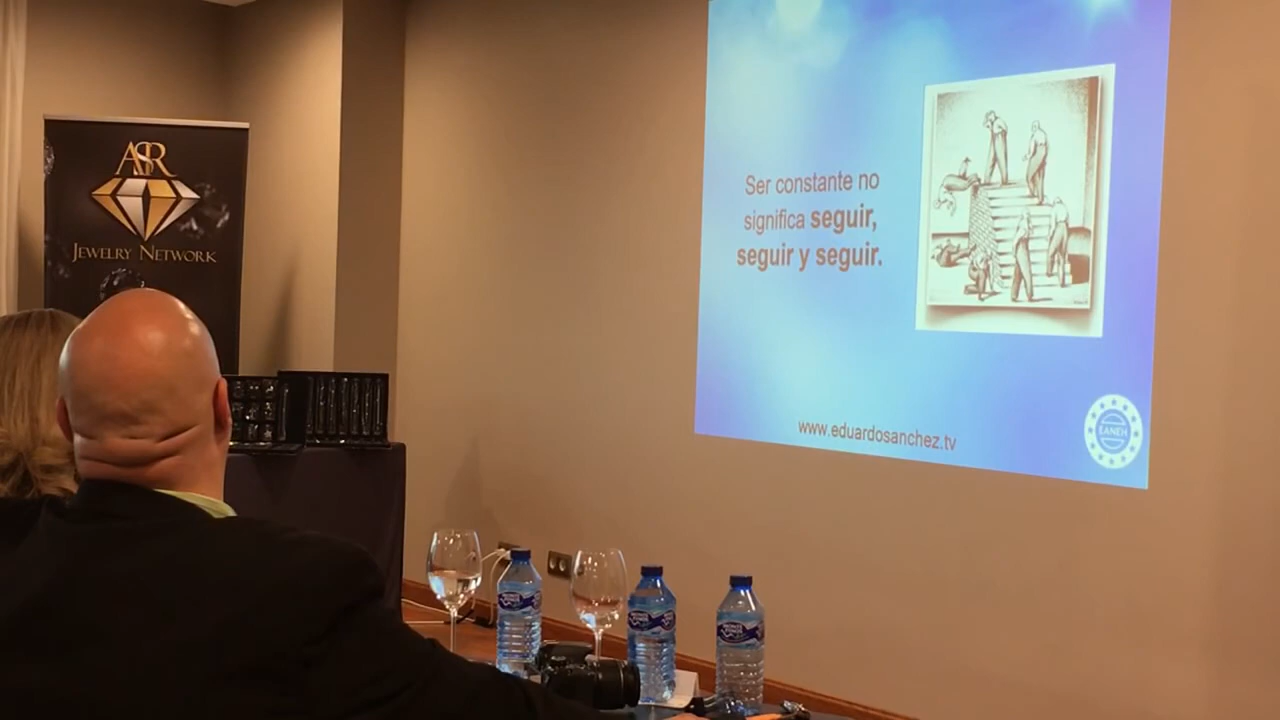 ASR
JEWELRY NETWORK
Ser constante no
significa seguir,
seguir y seguir.
www.eduardosanchez.tv
EANEH